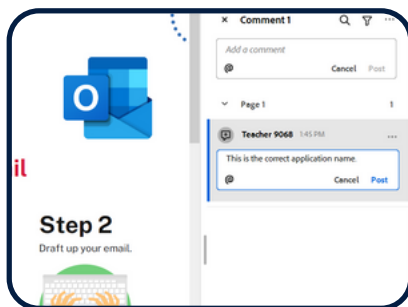 O
il
Step 2
Draft up your email.
× Comment 1
Add a comment
@ Cancel Post
Page 1 1
Teacher 9068 1:45 PM
This is the correct application name.
@ Cancel Post